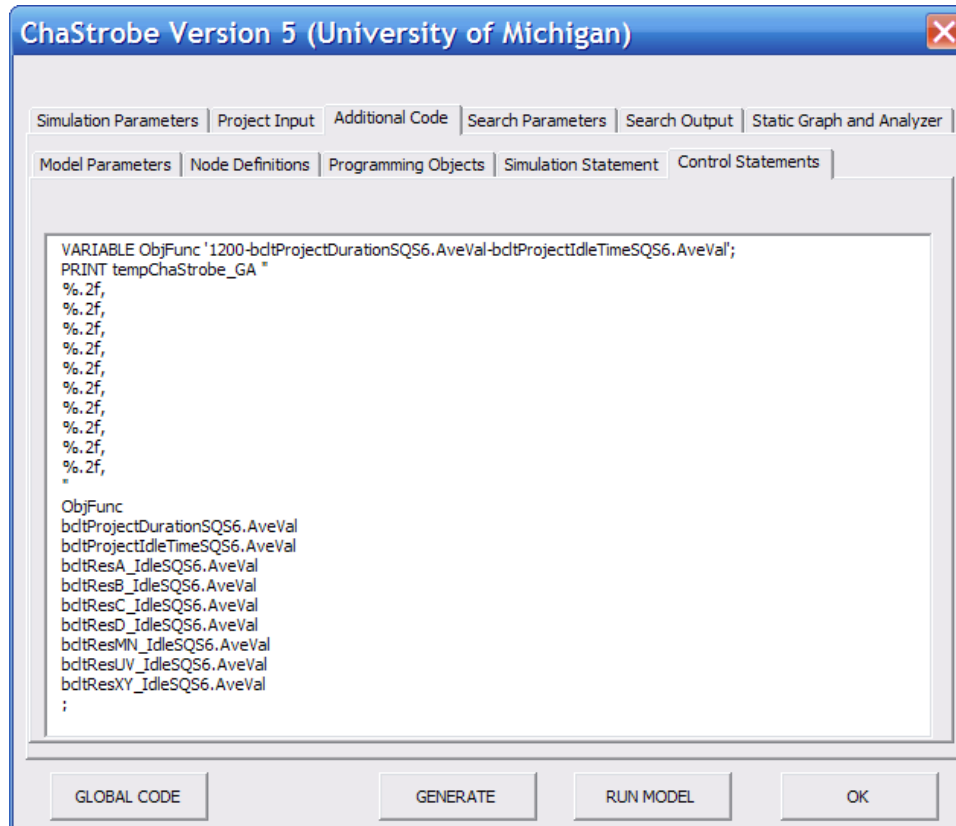 ChaStrobe Version 5 (University of Michigan)
Simulation Parameters Project Input Additional Code Search Parameters Search Output Static Graph and Analyzer
Model Parameters Node Definitions Programming Objects Simulation Statement Control Statements
VARIABLE ObjFunc '1200-bcltProjectDurationSQS6.AveVal-bcltProjectIdleTimeSQS6.AveVal';
PRINT tempChaStrobe_GA "
%.2f,
%.2f,
%.2f,
%.2f,
%.2f,
%.2f,
%.2f,
%.2f,
%.2f,
%.2f,
"
ObjFunc
bcltProjectDurationSQS6.AveVal
bcltProjectIdleTimeSQS6.AveVal
bcltResA_IdleSQS6.AveVal
bcltResB_IdleSQS6.AveVal
bcltResC_IdleSQS6.AveVal
bcltResD_IdleSQS6.AveVal
bcltResMN_IdleSQS6.AveVal
bcltResUV_IdleSQS6.AveVal
bcltResXY_IdleSQS6.AveVal
;
GLOBAL CODE GENERATE RUN MODEL OK